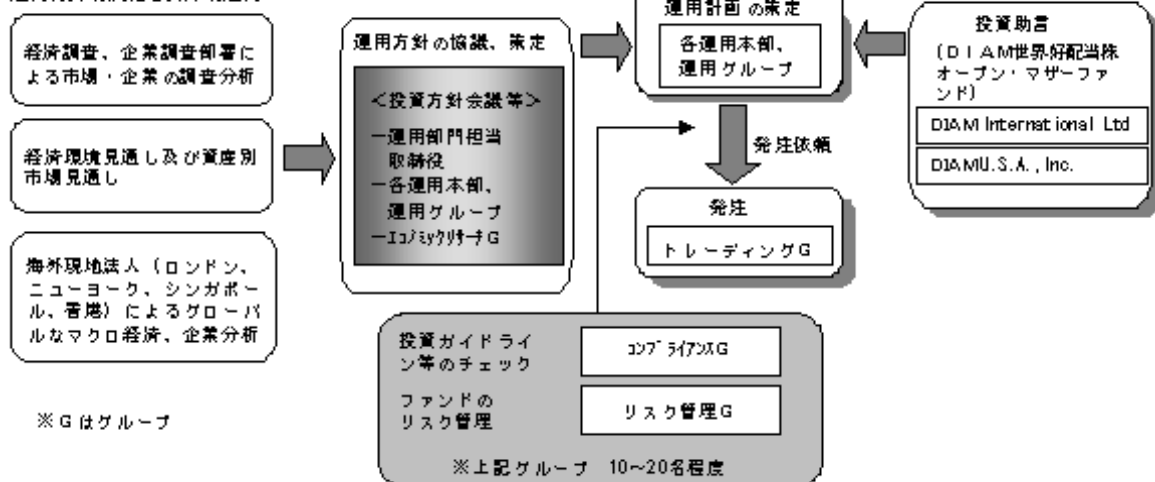 経済調査、企業調査部署に
よる市場・企業の調査分析
経済環境見通し及び資産別
市場見通し
海外現地法人（ロンドン、
ニューヨーク、シンガポー
ル、香港）によるグローバ
ルなマクロ経済、企業分析
※Gはグループ
運用方針の協議、策定
＜投資方針会議等＞
－運用部門担当
取締役
－各運用本部、
運用グループ
－ｴｺﾉﾐｯｸﾘｻｰﾁG
運用計画の策定
各運用本部、
運用グループ
発注依頼
発注
トレーディングG
投資助言
（DIAM世界好配当株
オープン・マザーファ
ンド）
DIAM International Ltd
DIAMU.S.A., Inc.
投資ガイドライ
ン等のチェック
ｺﾝﾌﾟﾗｲｱﾝｽG
ファンドの
リスク管理
リスク管理G
※上記グループ 10～20名程度